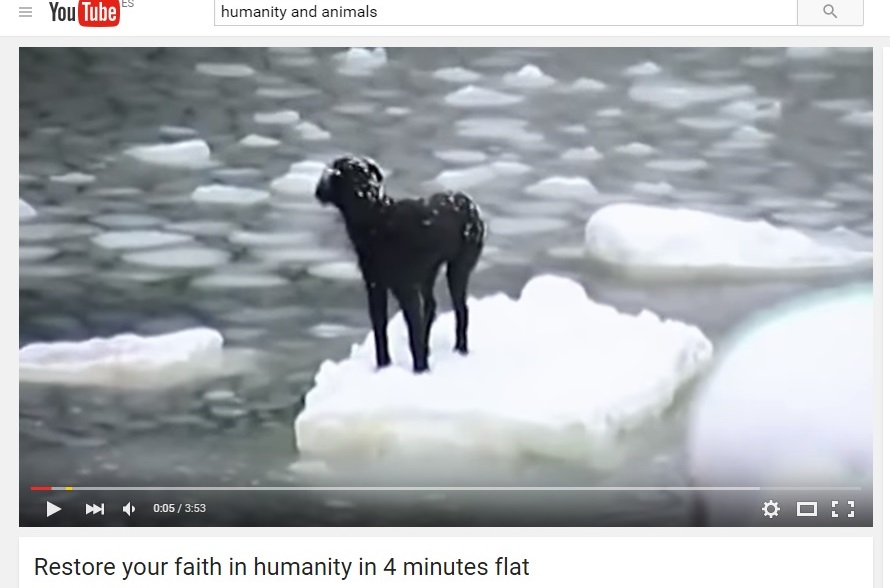 YouTube ES
humanity and animals
0:05 / 3:53
Restore your faith in humanity in 4 minutes flat